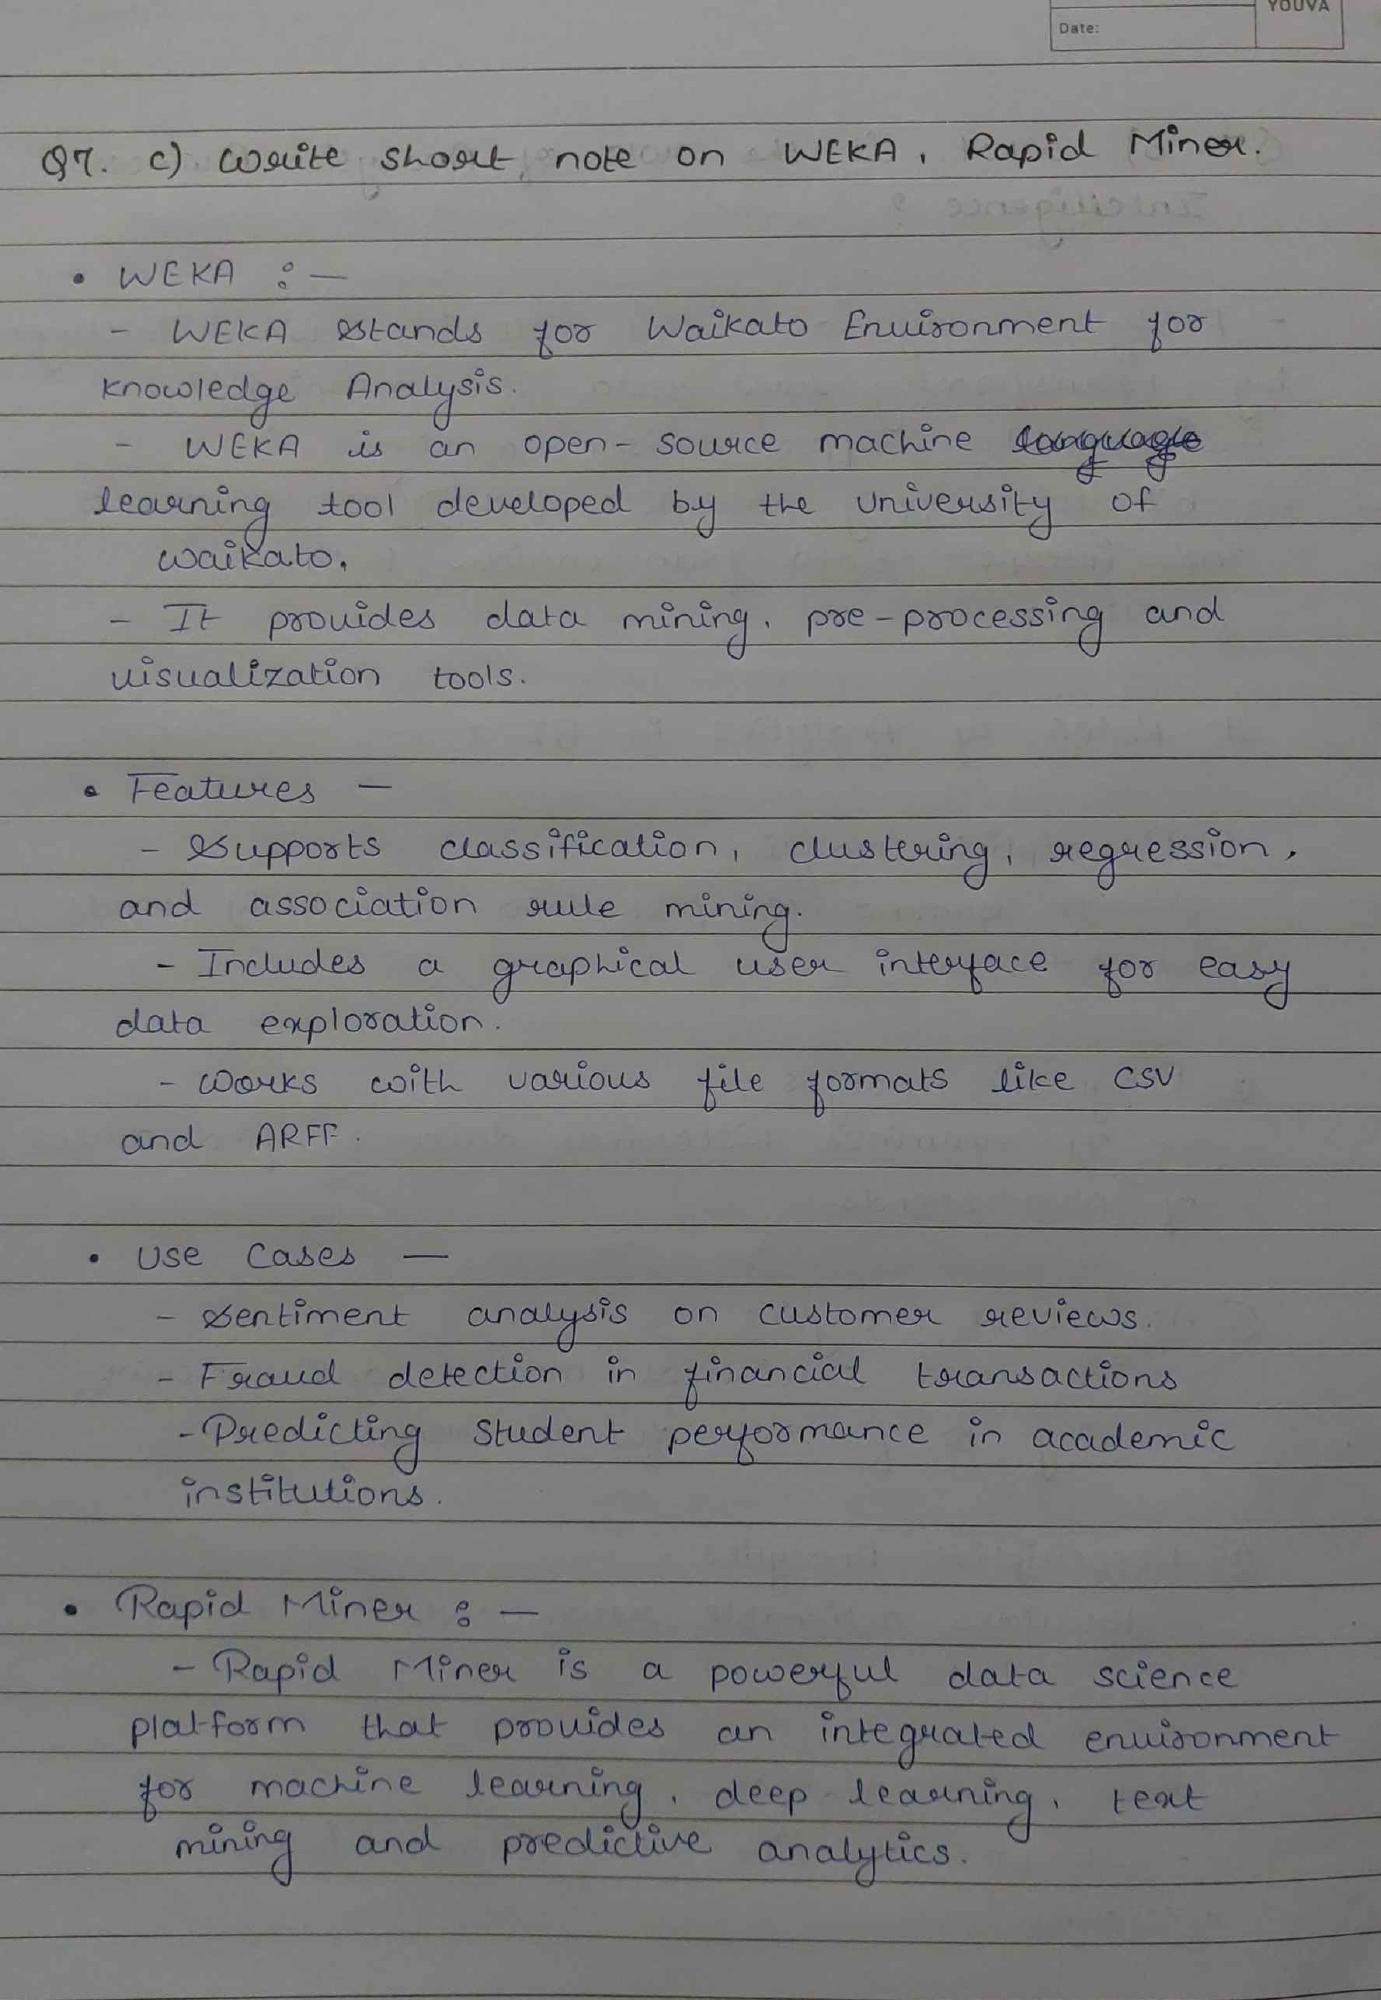 YOUVA
Date:
Q7. c) Write short note on WEKA, Rapid Miner.
• WEKA :-
- WEKA stands for Waikato Environment for
Knowledge Analysis.
- WEKA is an open-source machine language
learning tool developed by the University of
Waikato.
- It provides data mining, pre-processing and
visualization tools.
• Features -
- Supports classification, clustering, regression,
and association rule mining.
- Includes a graphical user interface for easy
data exploration.
- Works with various file formats like CSV
and ARFF.
• Use Cases -
- Sentiment analysis on customer reviews.
- Fraud detection in financial transactions
- Predicting student performance in academic
institutions.
• Rapid Miner :-
- Rapid Miner is a powerful data science
platform that provides an integrated environment
for machine learning, deep learning, text
mining and predictive analytics.